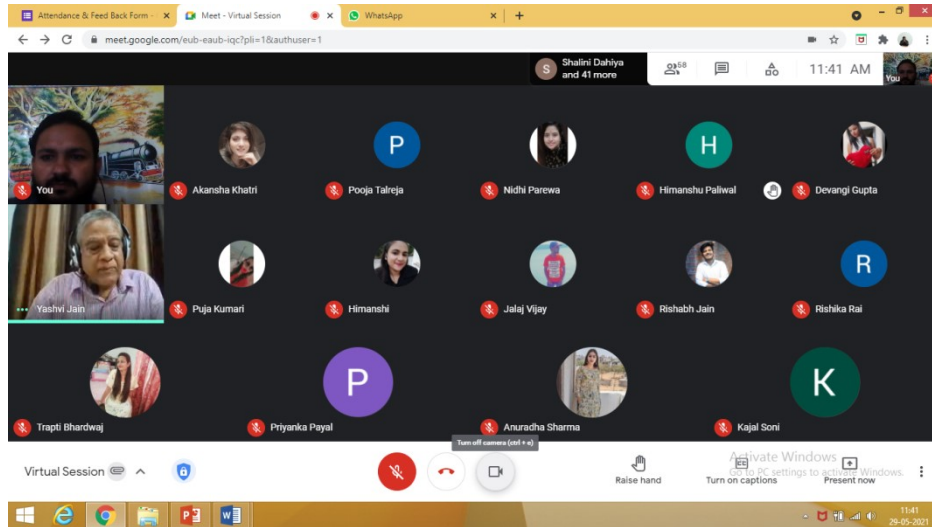 Attendance & Feed Back Form -
Meet - Virtual Session
WhatsApp
meet.google.com/eub-eaub-iqc?pli=1&authuser=1
S
Shalini Dahiya
and 41 more
58
11:41 AM
You
You
Akansha Khatri
P
Pooja Talreja
Nidhi Parewa
H
Himanshu Paliwal
Devangi Gupta
Yashvi Jain
Puja Kumari
Himanshi
Jalaj Vijay
Rishabh Jain
R
Rishika Rai
Trapti Bhardwaj
P
Priyanka Payal
Anuradha Sharma
K
Kajal Soni
Turn off camera (ctrl + e)
Virtual Session
Raise hand
CC
Turn on captions
Present now
Activate Windows
Go to PC settings to activate Windows.
11:41
29-05-2021